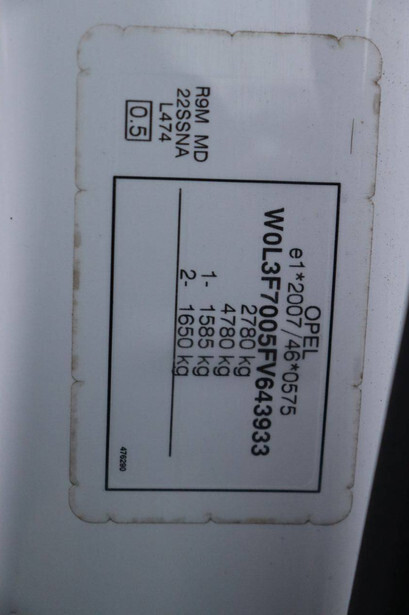 OPEL
e1*2007/46*0575
W0L3F7005FV643933
2780 kg
4780 kg
1- 1585 kg
2- 1650 kg
476290
R9M MD
22SSNA
L474
0.5